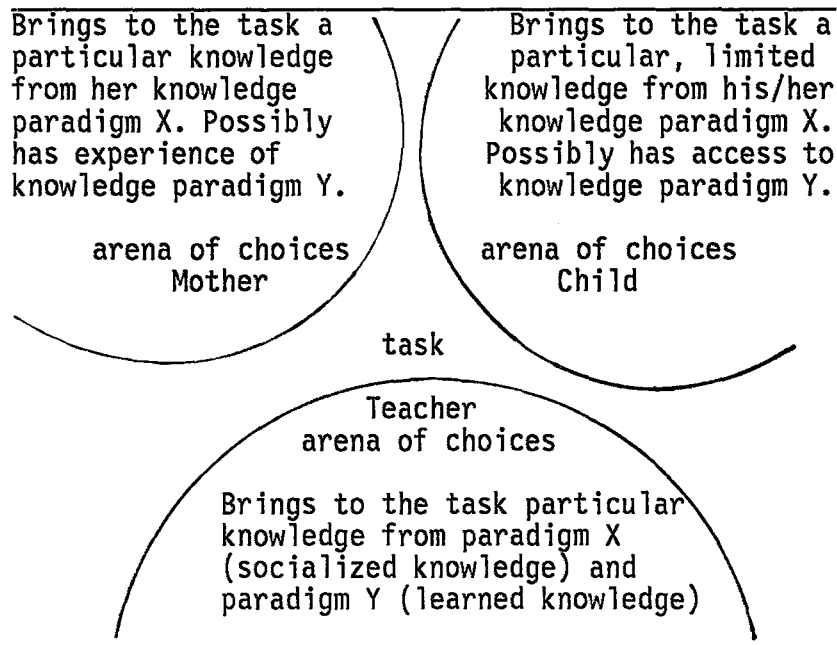 Brings to the task a
particular knowledge
from her knowledge
paradigm X. Possibly
has experience of
knowledge paradigm Y.
arena of choices
Mother
Brings to the task a
particular, limited
knowledge from his/her
knowledge paradigm X.
Possibly has access to
knowledge paradigm Y.
arena of choices
Child
task
Teacher
arena of choices
Brings to the task particular
knowledge from paradigm X
(socialized knowledge) and
paradigm Y (learned knowledge)